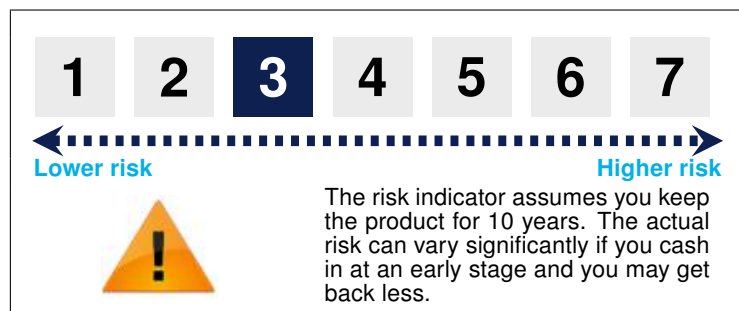 1 2 3 4 5 6 7
Lower risk Higher risk
The risk indicator assumes you keep
the product for 10 years. The actual
risk can vary significantly if you cash
in at an early stage and you may get
back less.